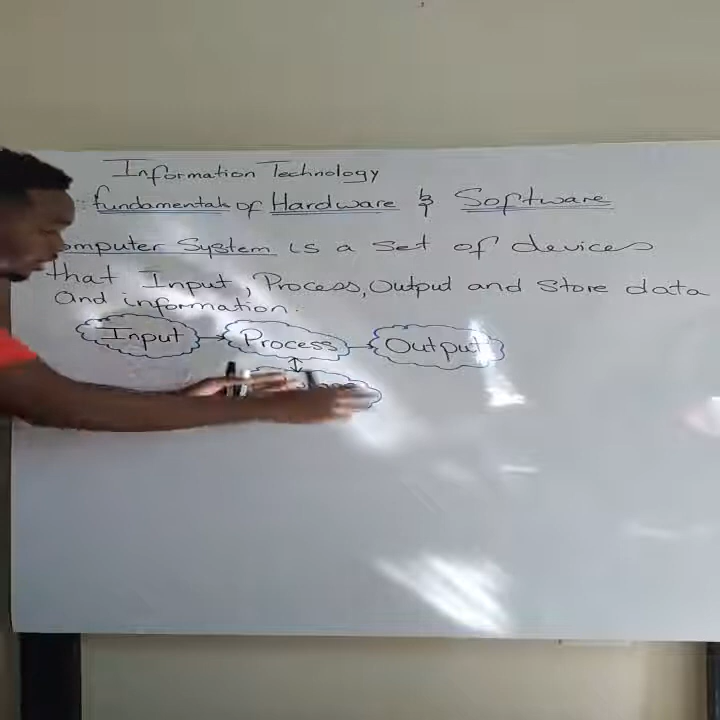 Information Technology
fundamentals of Hardware & Software
omputer System is a set of devices
that Input, Process, Output and Store data
and information.
Input Process Output